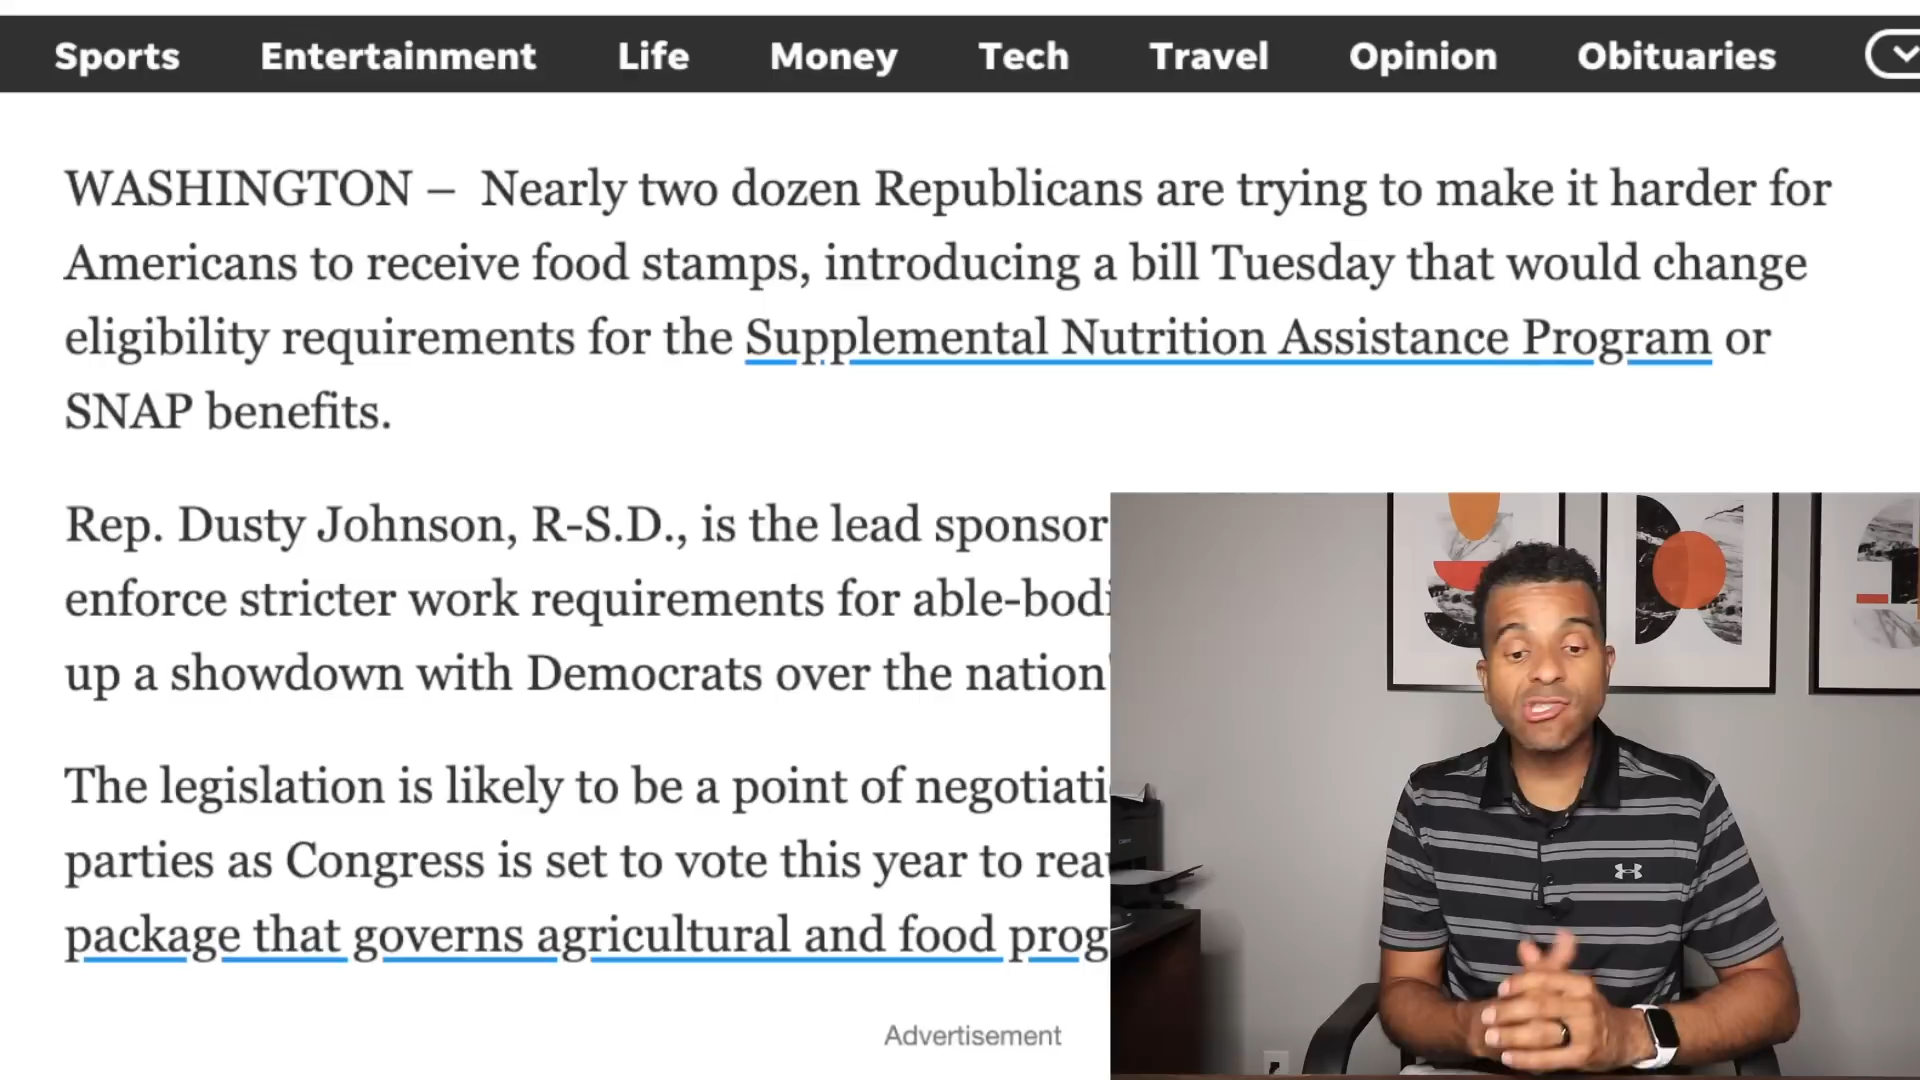 Sports Entertainment Life Money Tech Travel Opinion Obituaries
WASHINGTON – Nearly two dozen Republicans are trying to make it harder for
Americans to receive food stamps, introducing a bill Tuesday that would change
eligibility requirements for the Supplemental Nutrition Assistance Program or
SNAP benefits.
Rep. Dusty Johnson, R-S.D., is the lead sponsor
enforce stricter work requirements for able-bodi
up a showdown with Democrats over the nation'
The legislation is likely to be a point of negotiati
parties as Congress is set to vote this year to rea
package that governs agricultural and food prog
Advertisement